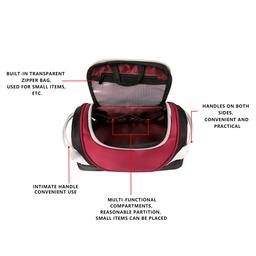 BUILT-IN TRANSPARENT
ZIPPER BAG,
USED FOR SMALL ITEMS,
ETC.
HANDLES ON BOTH
SIDES,
CONVENIENT AND
PRACTICAL
INTIMATE HANDLE
CONVENIENT USE
MULTI-FUNCTIONAL
COMPARTMENTS,
REASONABLE PARTITION,
SMALL ITEMS CAN BE PLACED